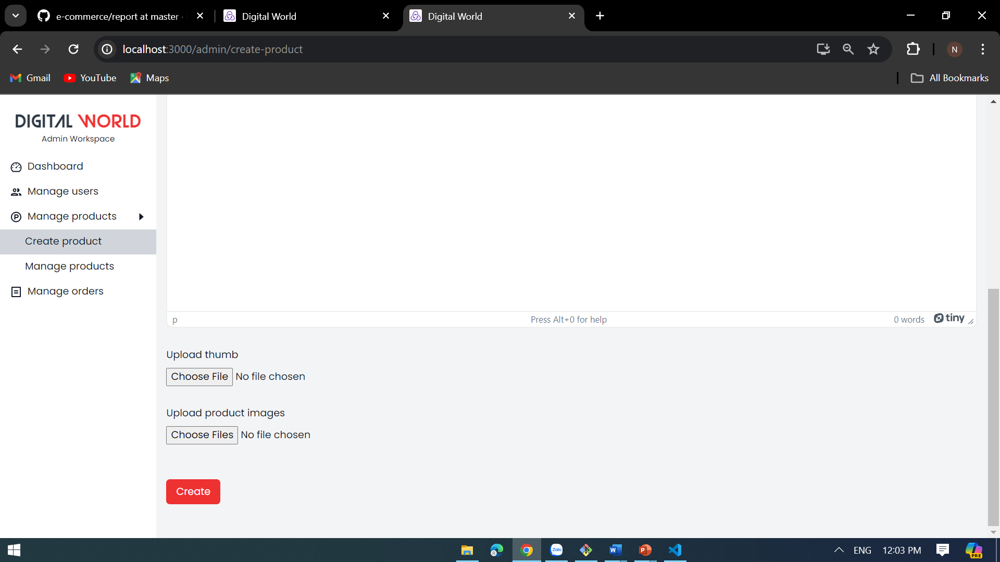 e-commerce/report at master ·
Digital World
Digital World
localhost:3000/admin/create-product
N
Gmail
YouTube
Maps
All Bookmarks
DIGITAL WORLD
Admin Workspace
Dashboard
Manage users
Manage products
Create product
Manage products
Manage orders
p
Press Alt+0 for help
0 words
tiny
Upload thumb
Choose File No file chosen
Upload product images
Choose Files No file chosen
Create
Zalo
ENG
12:03 PM
PRE